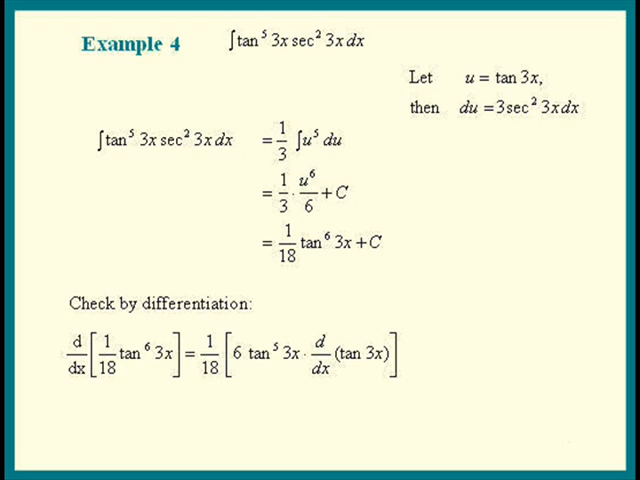 Example 4 ∫tan⁵ 3x sec² 3x dx
Let u = tan 3x,
then du = 3 sec² 3x dx
∫tan⁵ 3x sec² 3x dx = 1/3 ∫u⁵ du
= 1/3 · u⁶/6 + C
= 1/18 tan⁶ 3x + C
Check by differentiation:
d/dx [1/18 tan⁶ 3x] = 1/18 [6 tan⁵ 3x · d/dx (tan 3x)]